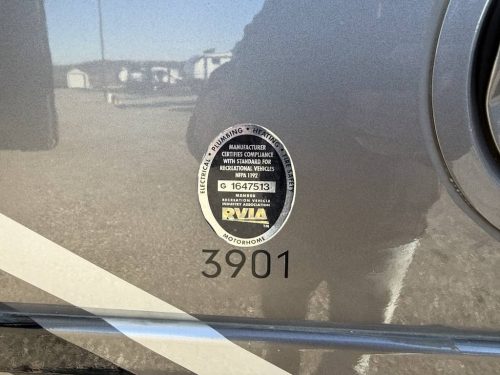 ELECTRICAL • PLUMBING • HEATING • FIRE SAFETY
MANUFACTURER
CERTIFIES COMPLIANCE
WITH STANDARD FOR
RECREATIONAL VEHICLES
NFPA 1192
G 1647513
MEMBER
RECREATION VEHICLE
INDUSTRY ASSOCIATION
RVIA
TM
MOTORHOME
3901